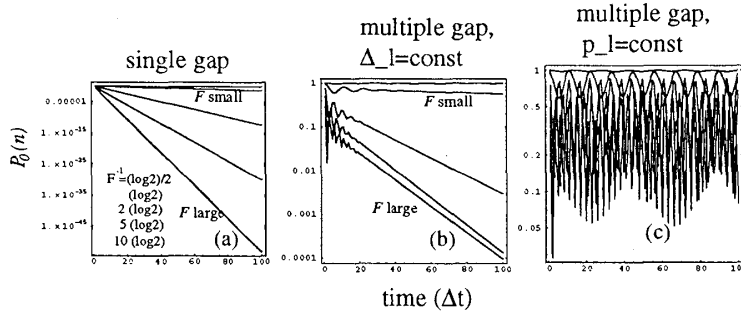 single gap
multiple gap,
Δ_l=const
multiple gap,
p_l=const
P₀(n)
0.00001
1.×10⁻¹⁵
1.×10⁻²⁵
1.×10⁻³⁵
1.×10⁻⁴⁵
F small
F⁻¹=(log2)/2
(log2)
2 (log2)
5 (log2)
10 (log2)
F large
(a)
0 20 40 60 80 100
1
0.1
0.01
0.001
0.0001
F small
F large
(b)
0 20 40 60 80 100
1
0.5
0.1
0.05
(c)
0 20 40 60 80 100
time (Δt)